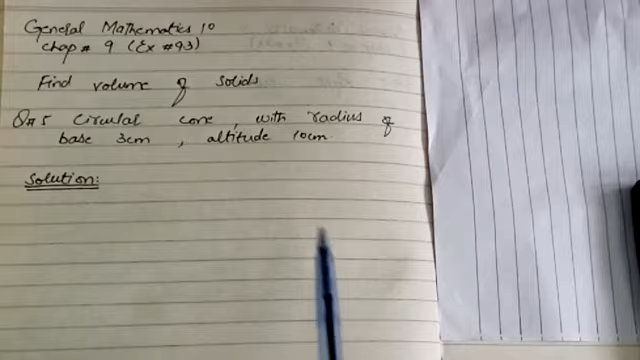 General Mathematics 10
chap # 9 (Ex # 9.3)
Find volume of solids
Q# 5 Circular cone, with radius of
base 3cm, altitude 10cm.
Solution: